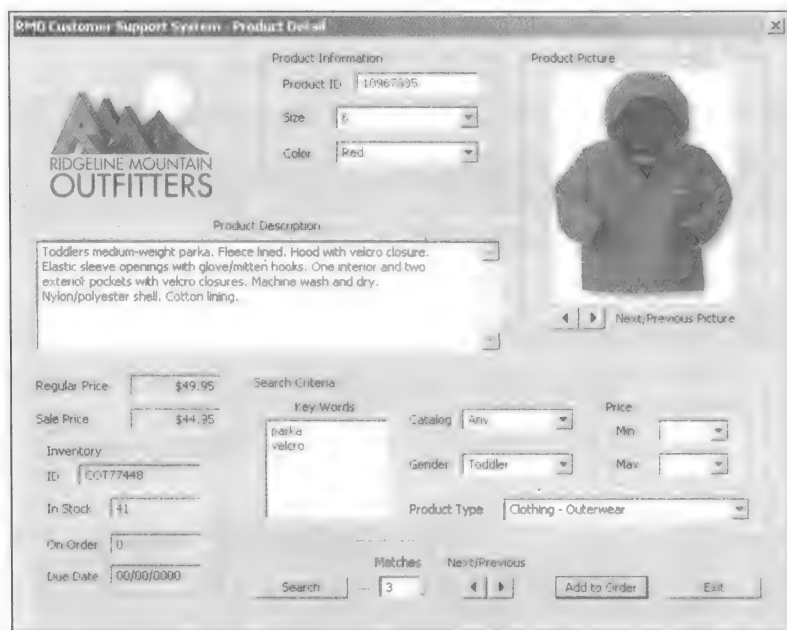 RMO Customer Support System - Product Detail
RIDGELINE MOUNTAIN
OUTFITTERS
Product Information
Product ID
Size 6
Color Red
Product Picture
Next/Previous Picture
Product Description
Toddlers medium-weight parka. Fleece lined. Hood with velcro closure.
Elastic sleeve openings with glove/mitten hooks. One interior and two
exterior pockets with velcro closures. Machine wash and dry.
Nylon/polyester shell. Cotton lining.
Regular Price $49.95
Sale Price $44.95
Inventory
ID COT77448
In Stock 41
On Order 0
Due Date 00/00/0000
Search Criteria
Key Words
parka
velcro
Catalog Any
Gender Toddler
Price
Min
Max
Product Type Clothing - Outerwear
Search
Matches
3
Next/Previous
Add to Order
Exit